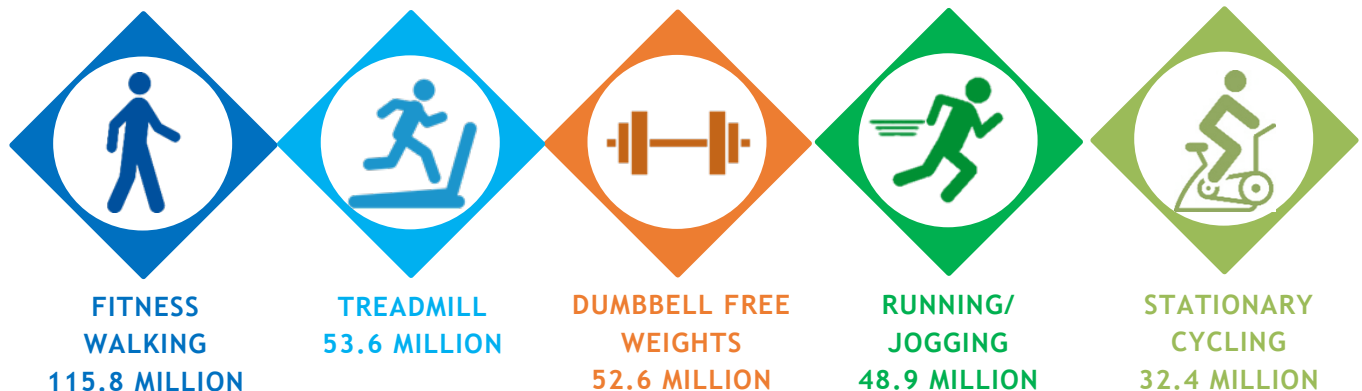 FITNESS
WALKING
115.8 MILLION
TREADMILL
53.6 MILLION
DUMBBELL FREE
WEIGHTS
52.6 MILLION
RUNNING/
JOGGING
48.9 MILLION
STATIONARY
CYCLING
32.4 MILLION